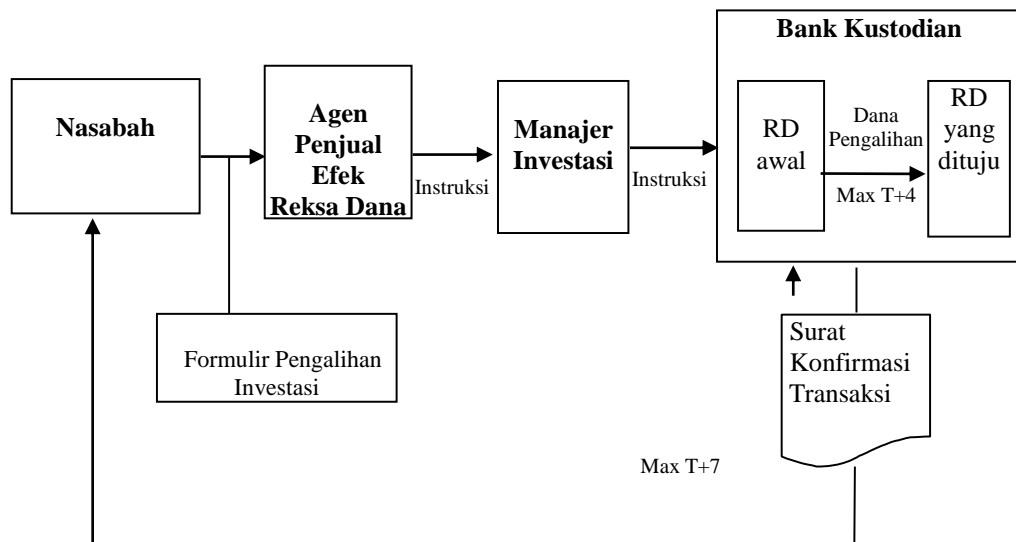 Bank Kustodian
Nasabah
Agen
Penjual
Efek
Reksa Dana
Instruksi
Manajer
Investasi
Instruksi
RD
awal
Dana
Pengalihan
Max T+4
RD
yang
dituju
Formulir Pengalihan
Investasi
Surat
Konfirmasi
Transaksi
Max T+7